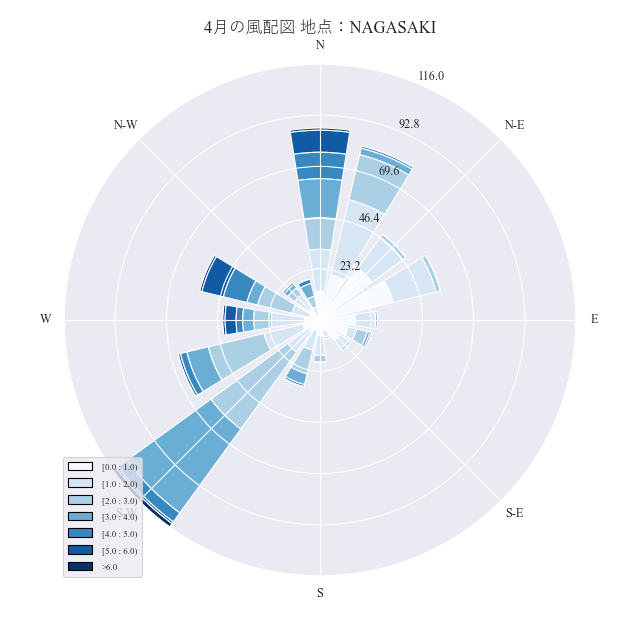 4月の風配図 地点：NAGASAKI
N
116.0
N-W
92.8
N-E
69.6
46.4
23.2
W
E
[0.0 : 1.0)
[1.0 : 2.0)
[2.0 : 3.0)
[3.0 : 4.0)
[4.0 : 5.0)
[5.0 : 6.0)
>6.0
S-W
S-E
S